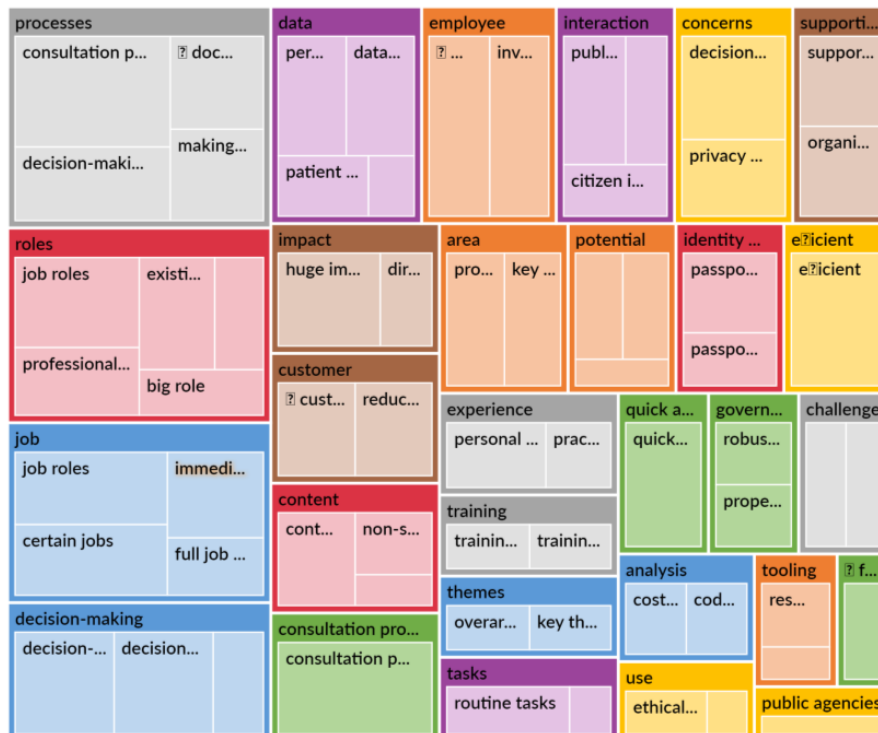 processes
consultation p...
⍰ doc...
decision-maki...
making...
data
per...
data...
patient ...
employee
⍰ ...
inv...
interaction
publ...
citizen i...
concerns
decision...
privacy ...
supporti...
suppor...
organi...
roles
job roles
existi...
professional...
big role
impact
huge im...
dir...
area
pro...
key ...
potential
identity ...
passpo...
passpo...
e⍰icient
e⍰icient
customer
⍰ cust...
reduc...
job
job roles
immedi...
certain jobs
full job ...
content
cont...
non-s...
experience
personal ...
prac...
quick a...
quick...
govern...
robus...
prope...
challenge
training
trainin...
trainin...
themes
overar...
key th...
analysis
cost...
cod...
tooling
res...
⍰ f...
decision-making
decision-...
decision...
consultation pro...
consultation p...
tasks
routine tasks
use
ethical...
public agencies